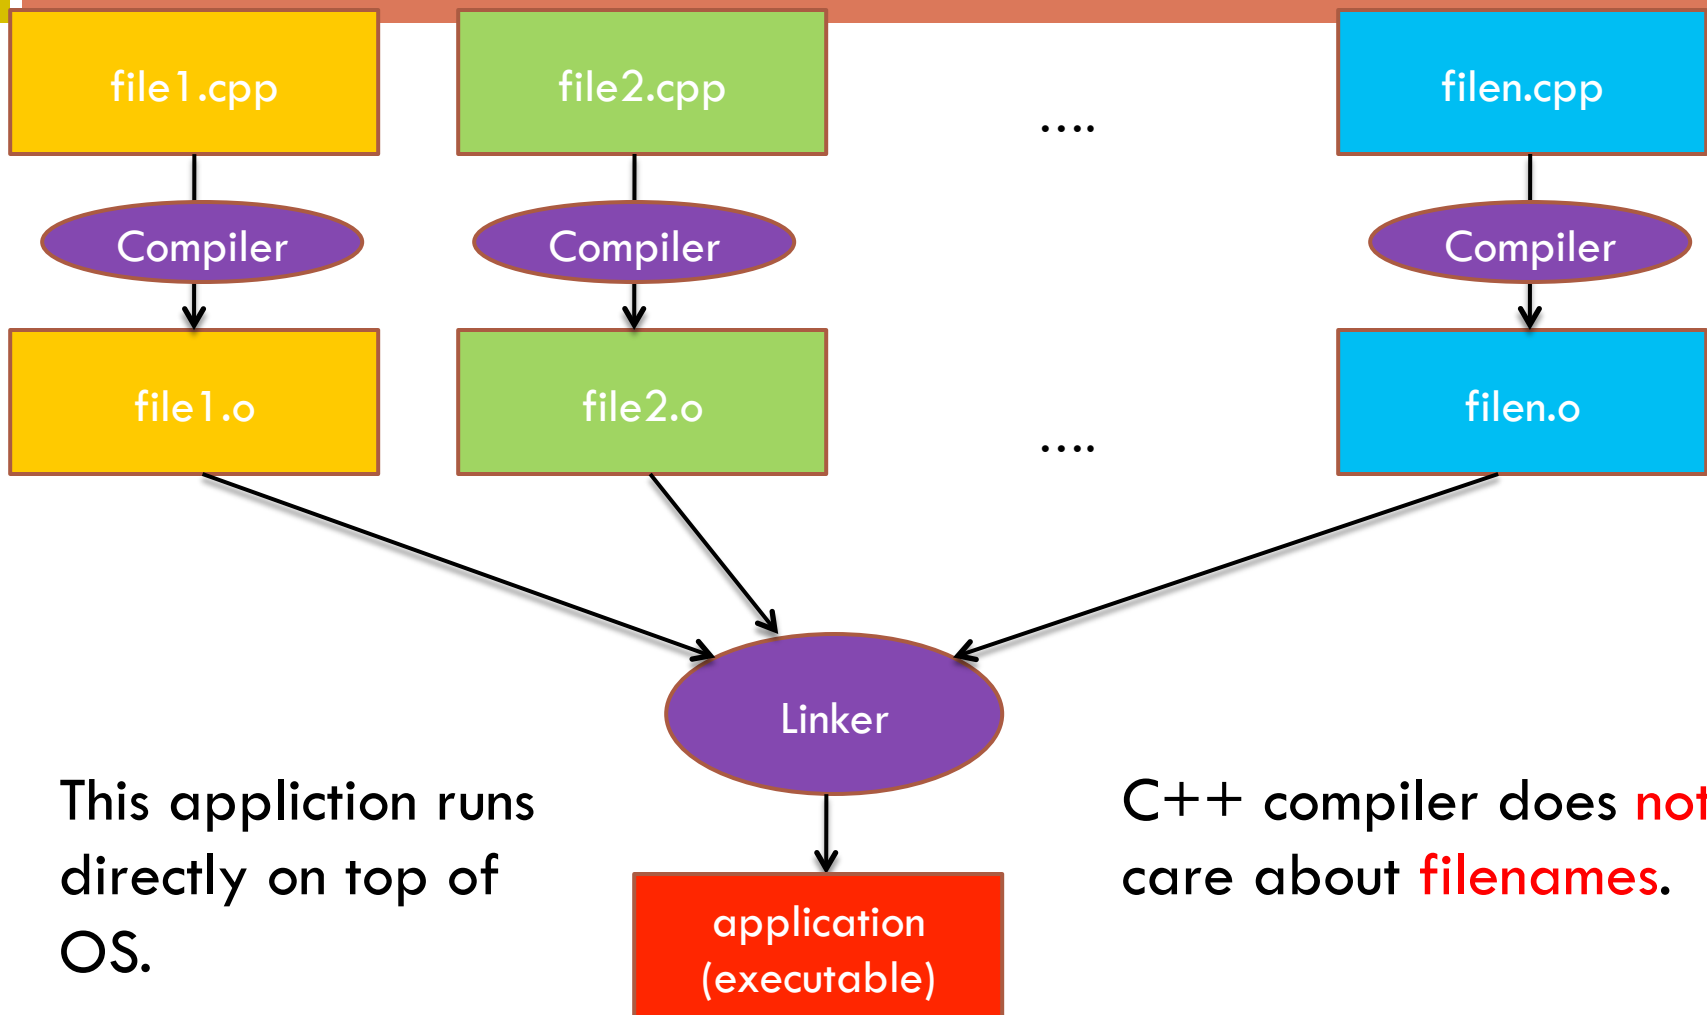 file1.cpp
file2.cpp
....
filen.cpp
Compiler
Compiler
Compiler
file1.o
file2.o
....
filen.o
Linker
This appliction runs
directly on top of
OS.
C++ compiler does not
care about filenames.
application
(executable)